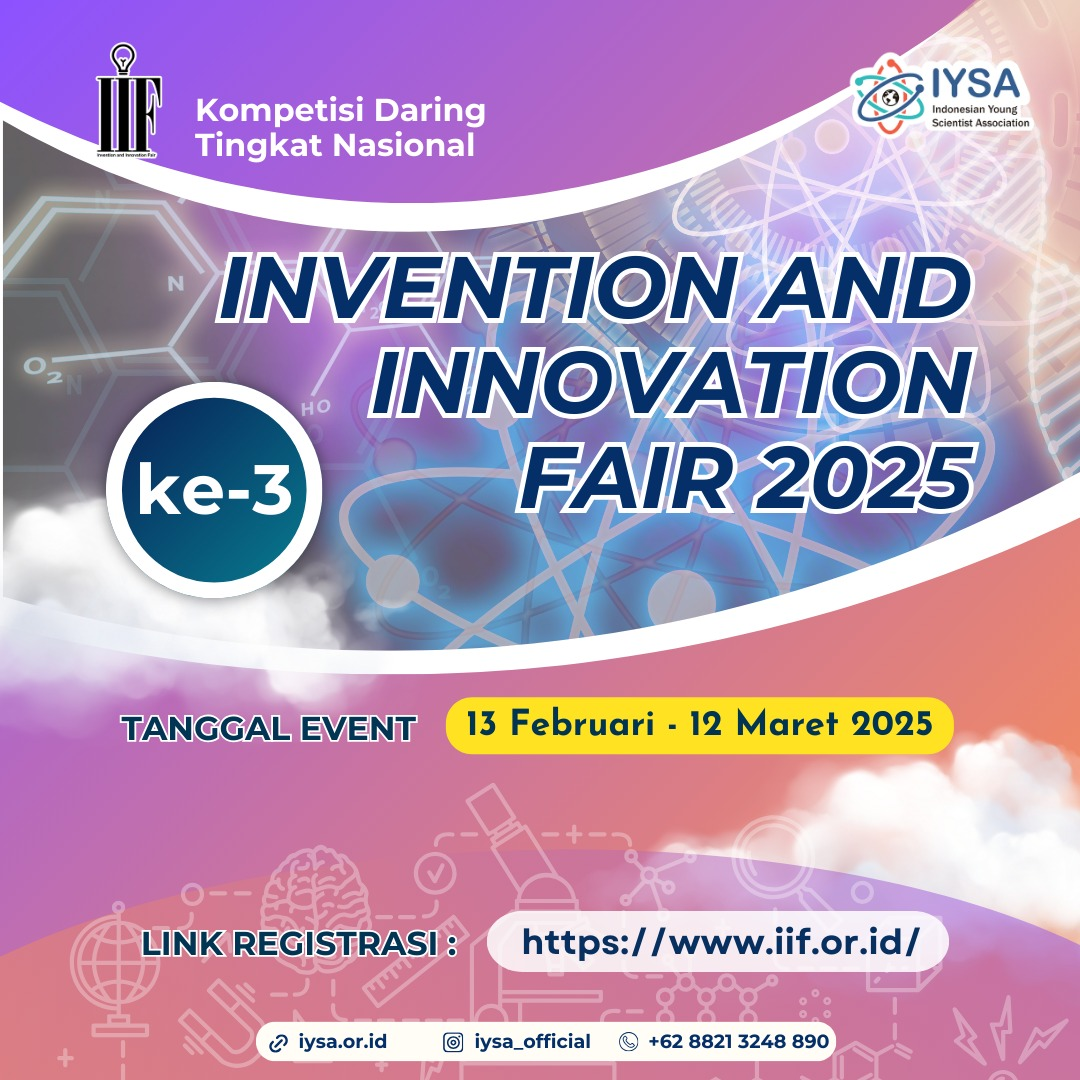 IIF
Invention and Innovation Fair
Kompetisi Daring
Tingkat Nasional
IYSA
Indonesian Young
Scientist Association
INVENTION AND
INNOVATION
FAIR 2025
N
O2N
HO
ke-3
TANGGAL EVENT
13 Februari - 12 Maret 2025
LINK REGISTRASI :
https://www.iif.or.id/
iysa.or.id
iysa_official
+62 8821 3248 890